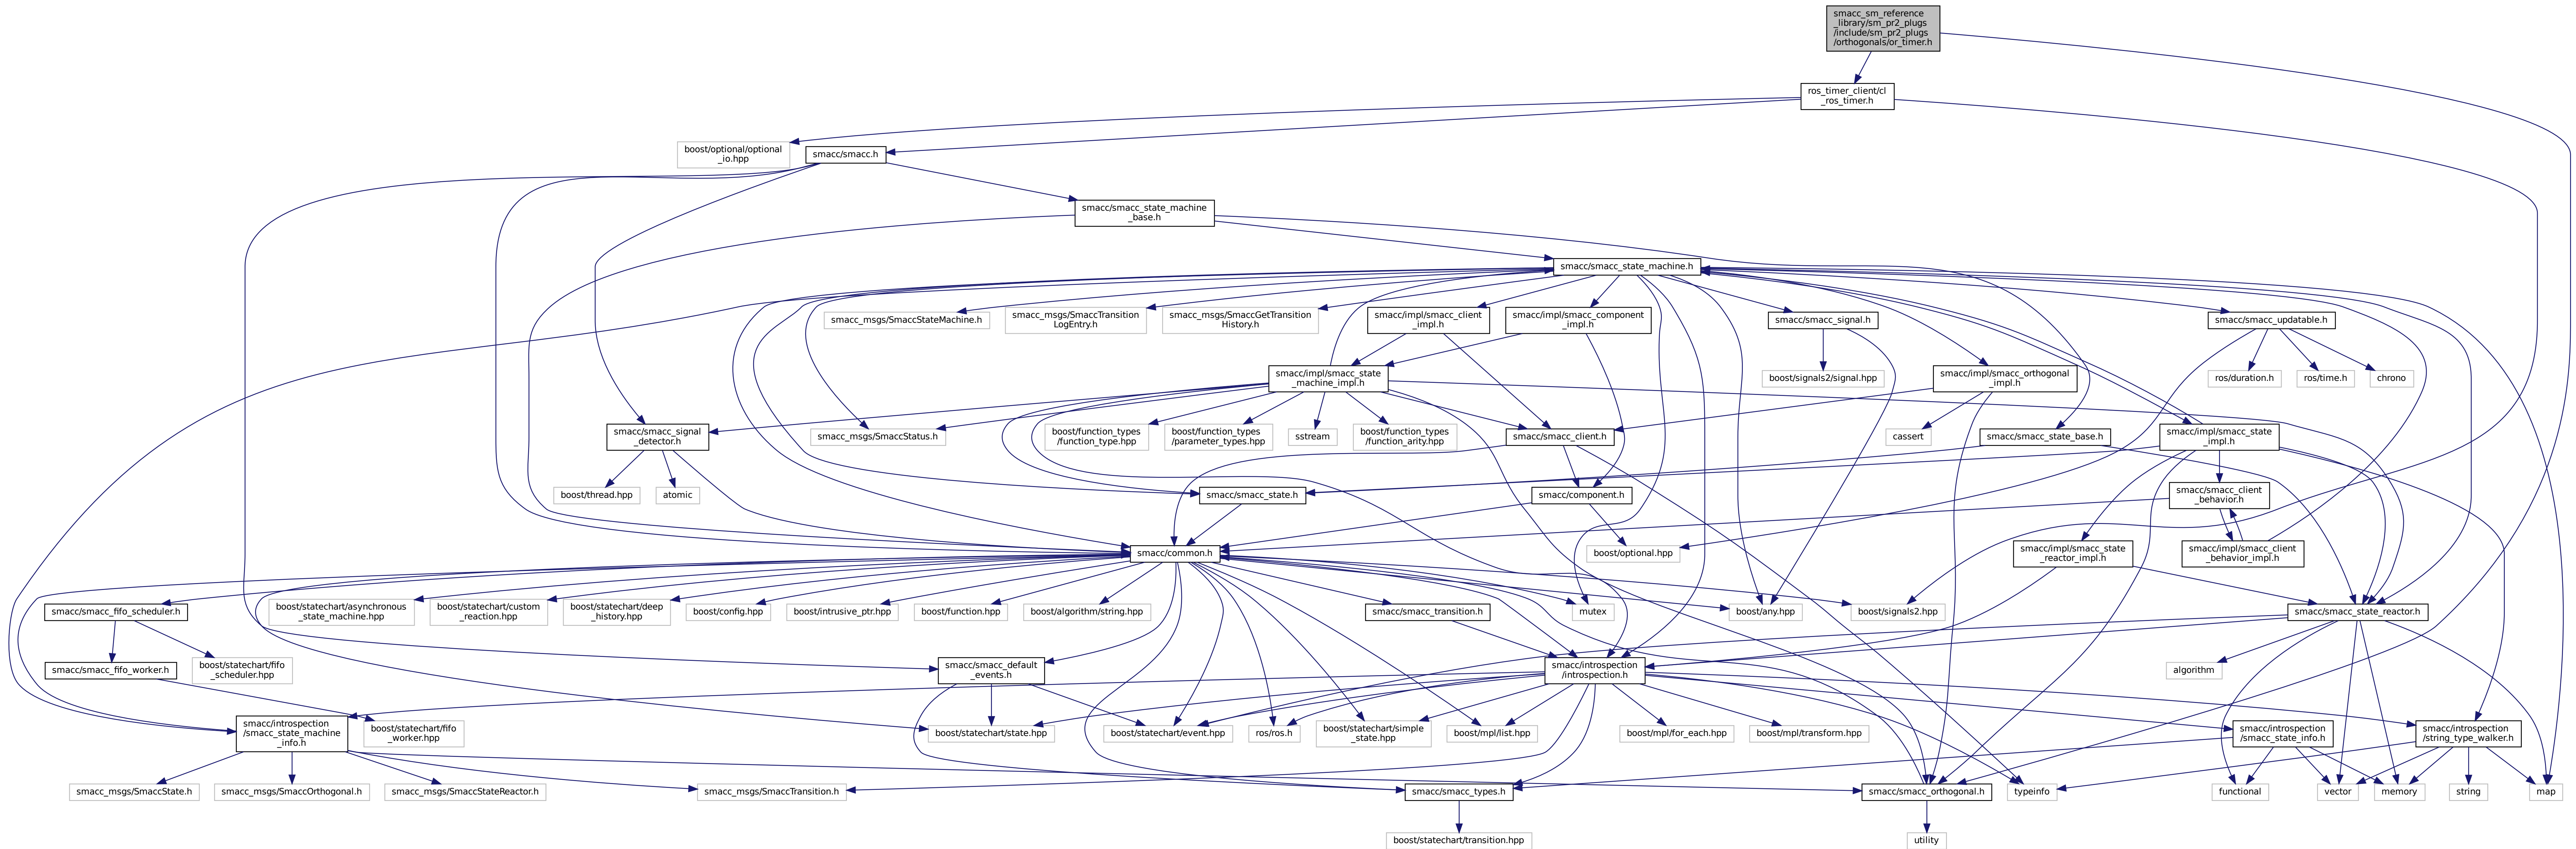 smacc_sm_reference
_library/sm_pr2_plugs
/include/sm_pr2_plugs
/orthogonals/or_timer.h
ros_timer_client/cl
_ros_timer.h
boost/optional/optional
_io.hpp
smacc/smacc.h
smacc/smacc_state_machine
_base.h
smacc/smacc_state_machine.h
smacc_msgs/SmaccStateMachine.h
smacc_msgs/SmaccTransition
LogEntry.h
smacc_msgs/SmaccGetTransition
History.h
smacc/impl/smacc_client
_impl.h
smacc/impl/smacc_component
_impl.h
smacc/smacc_signal.h
smacc/smacc_updatable.h
smacc/impl/smacc_state
_machine_impl.h
boost/signals2/signal.hpp
smacc/impl/smacc_orthogonal
_impl.h
ros/duration.h
ros/time.h
chrono
smacc/smacc_signal
_detector.h
smacc_msgs/SmaccStatus.h
boost/function_types
/function_type.hpp
boost/function_types
/parameter_types.hpp
sstream
boost/function_types
/function_arity.hpp
smacc/smacc_client.h
cassert
smacc/smacc_state_base.h
smacc/impl/smacc_state
_impl.h
boost/thread.hpp
atomic
smacc/smacc_state.h
smacc/component.h
smacc/smacc_client
_behavior.h
smacc/common.h
boost/optional.hpp
smacc/impl/smacc_state
_reactor_impl.h
smacc/impl/smacc_client
_behavior_impl.h
smacc/smacc_fifo_scheduler.h
boost/statechart/asynchronous
_state_machine.hpp
boost/statechart/custom
_reaction.hpp
boost/statechart/deep
_history.hpp
boost/config.hpp
boost/intrusive_ptr.hpp
boost/function.hpp
boost/algorithm/string.hpp
mutex
smacc/smacc_transition.h
boost/any.hpp
boost/signals2.hpp
smacc/smacc_state_reactor.h
smacc/smacc_fifo_worker.h
boost/statechart/fifo
_scheduler.hpp
smacc/smacc_default
_events.h
smacc/introspection
/introspection.h
algorithm
smacc/introspection
/smacc_state_machine
_info.h
boost/statechart/fifo
_worker.hpp
boost/statechart/state.hpp
boost/statechart/event.hpp
ros/ros.h
boost/statechart/simple
_state.hpp
boost/mpl/list.hpp
boost/mpl/for_each.hpp
boost/mpl/transform.hpp
smacc/introspection
/smacc_state_info.h
smacc/introspection
/string_type_walker.h
smacc_msgs/SmaccState.h
smacc_msgs/SmaccOrthogonal.h
smacc_msgs/SmaccStateReactor.h
smacc_msgs/SmaccTransition.h
smacc/smacc_types.h
smacc/smacc_orthogonal.h
typeinfo
functional
vector
memory
string
map
boost/statechart/transition.hpp
utility